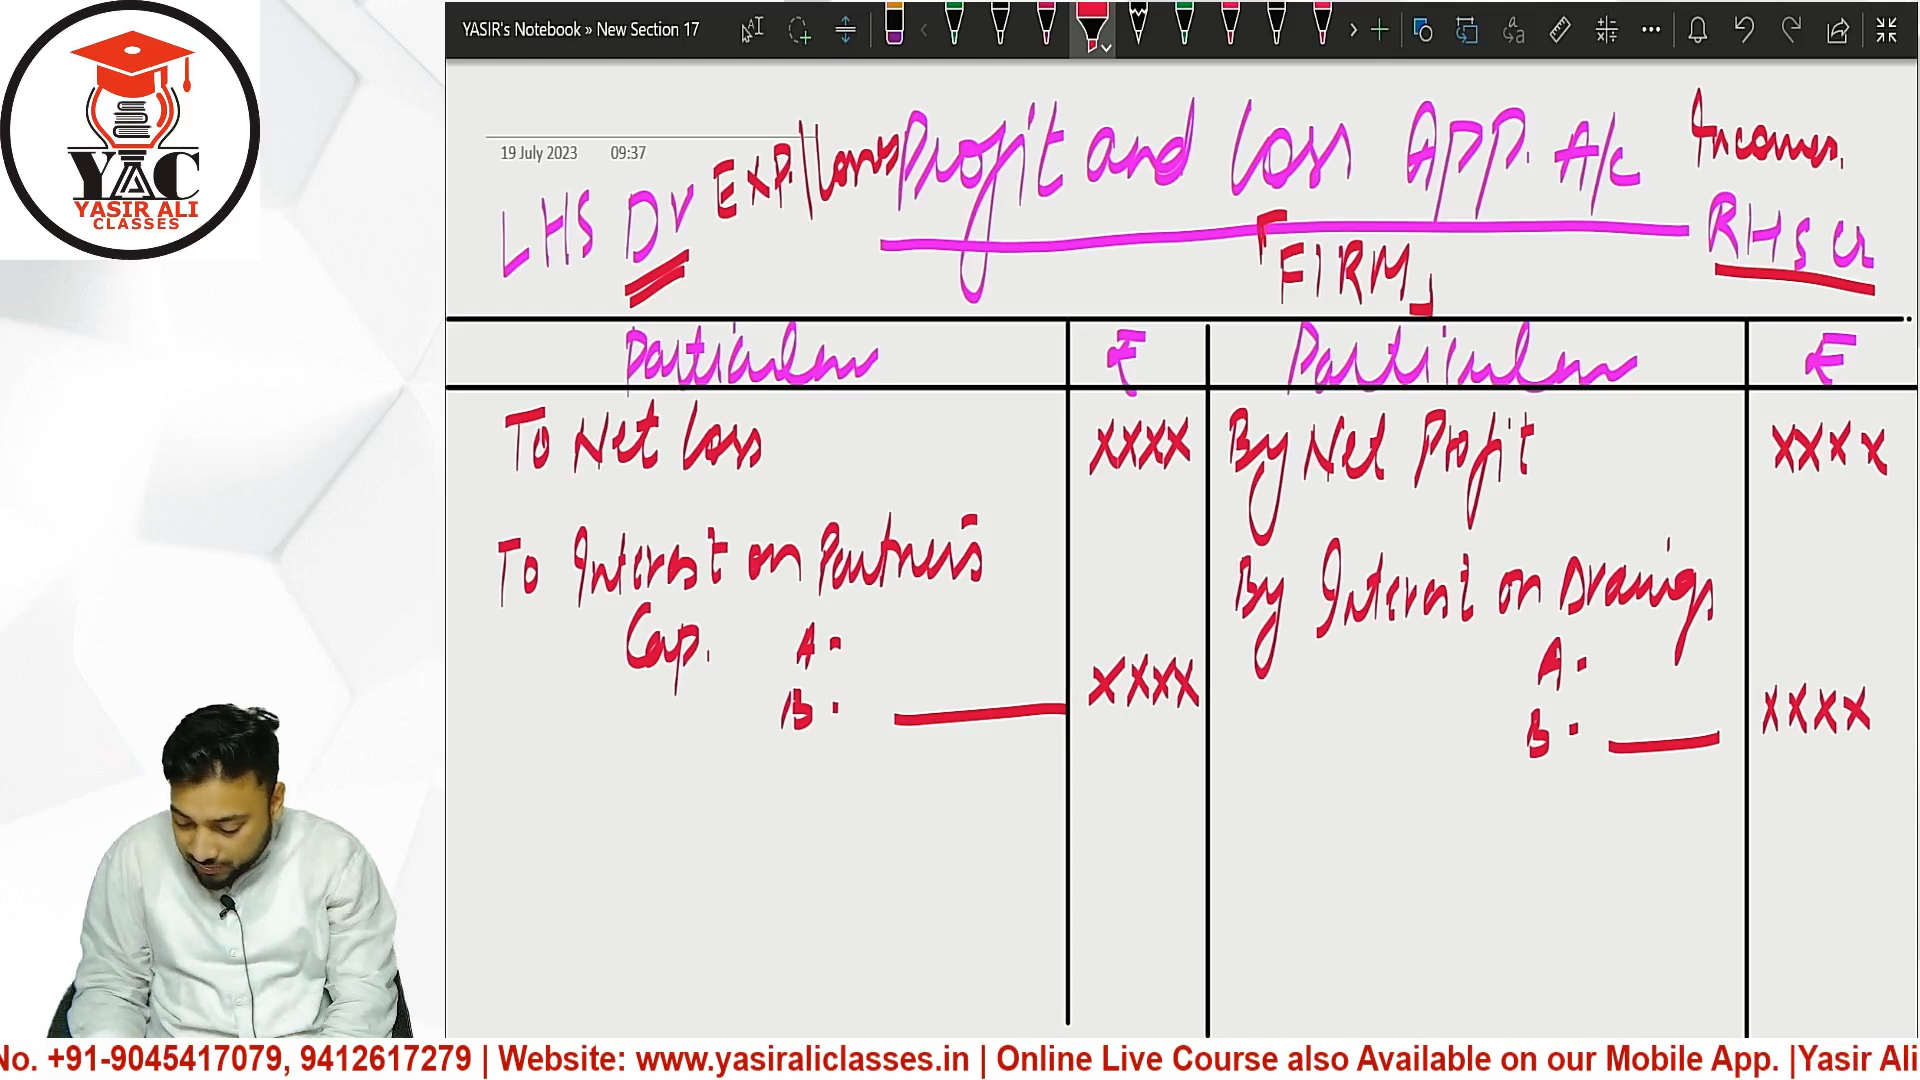 YAC
YASIR ALI
CLASSES
YASIR's Notebook » New Section 17
19 July 2023 09:37
LHS Dr Exp./Losses Profit and Loss APP. A/c Incomes.
RHS Cr
「FIRM」
Particulars ₹ Particulars ₹
To Net Loss xxxx By Net Profit xxxx
To Interest on Partner's
Cap. A.
B. xxxx
By Interest on Drawings
A.
B. xxxx
No. +91-9045417079, 9412617279 | Website: www.yasiraliclasses.in | Online Live Course also Available on our Mobile App. |Yasir Ali